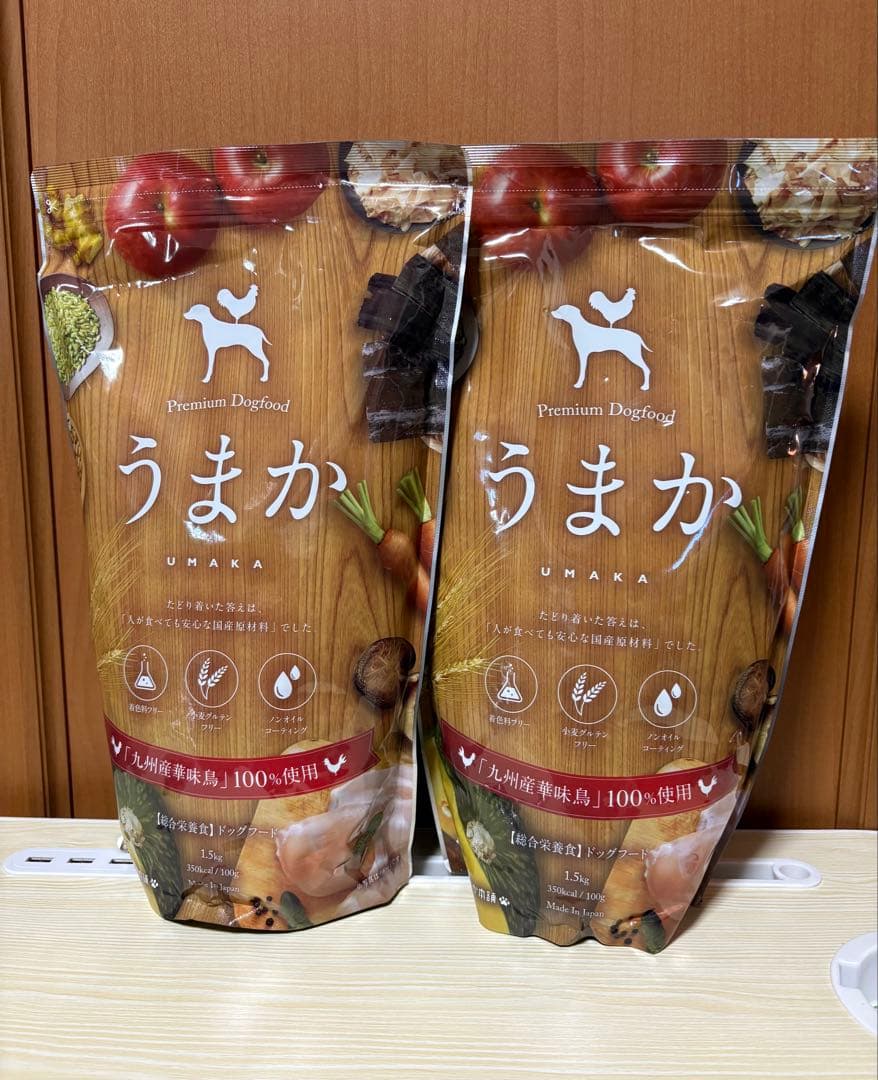 Premium Dogfood
うまか
UMAKA
たどり着いた答えは、
「人が食べても安心な国産原材料」でした。
着色料フリー
小麦グルテン
フリー
ノンオイル
コーティング
「九州産華味鳥」100%使用
【総合栄養食】ドッグフード
1.5kg
350kcal / 100g
Made In Japan
Premium Dogfood
うまか
UMAKA
たどり着いた答えは、
「人が食べても安心な国産原材料」でした。
着色料フリー
小麦グルテン
フリー
ノンオイル
コーティング
「九州産華味鳥」100%使用
【総合栄養食】ドッグフード
1.5kg
350kcal / 100g
Made In Japan
本舗